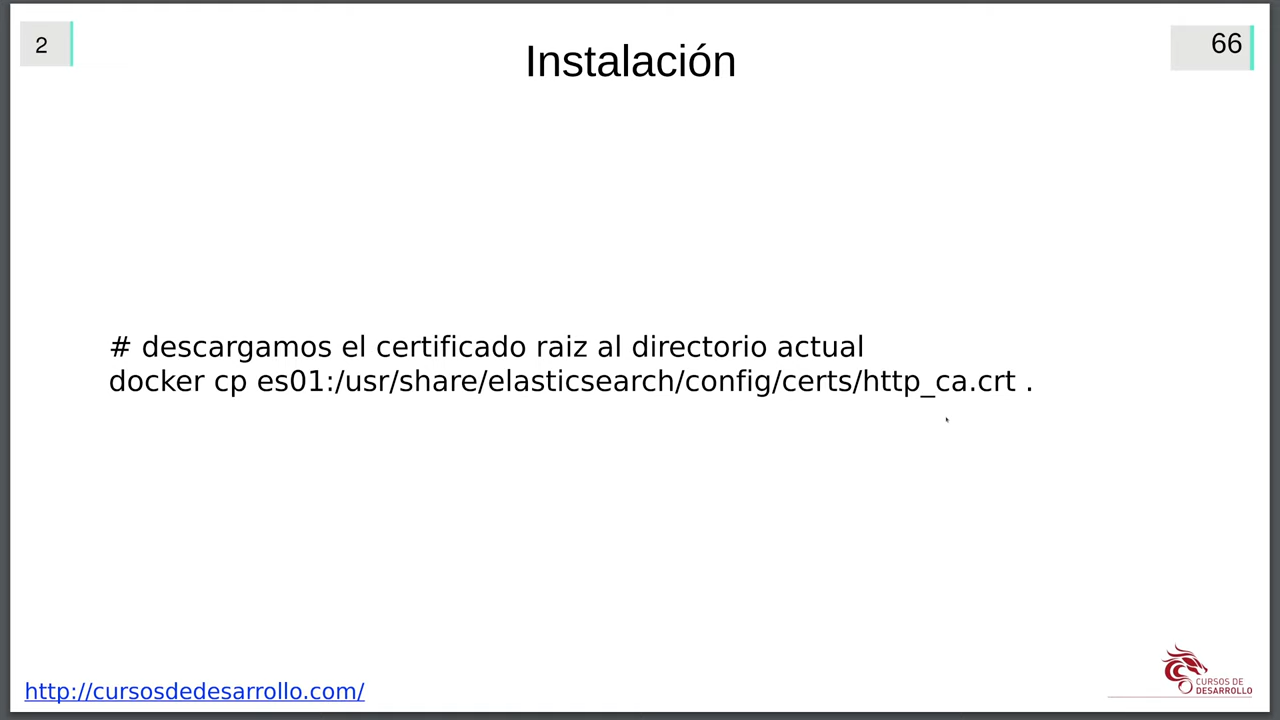 2
Instalación
66
# descargamos el certificado raiz al directorio actual
docker cp es01:/usr/share/elasticsearch/config/certs/http_ca.crt .
http://cursosdedesarrollo.com/
CURSOS DE
DESARROLLO